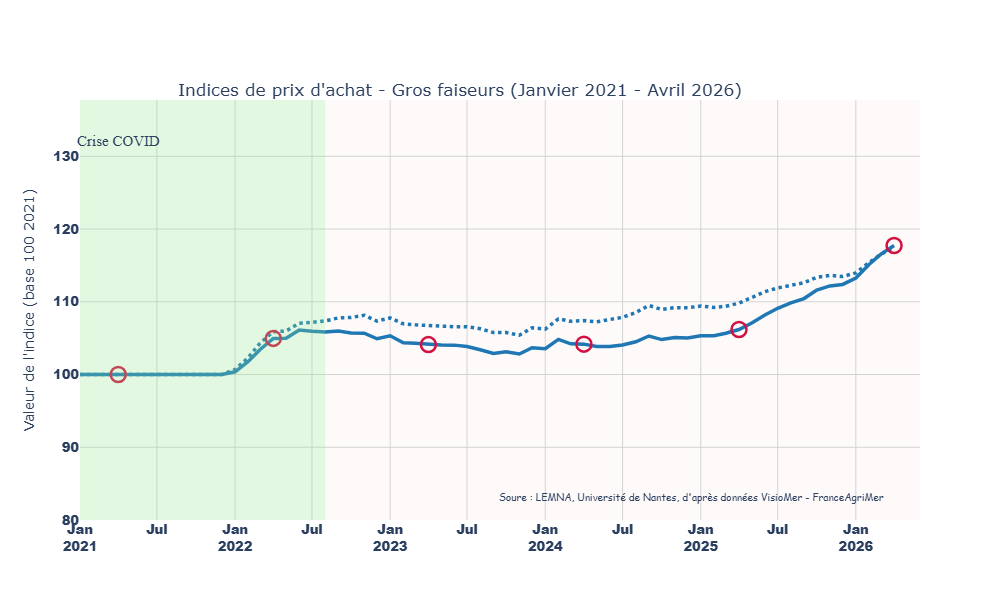 Indices de prix d'achat - Gros faiseurs (Janvier 2021 - Avril 2026)
Crise COVID
Valeur de l'indice (base 100 2021)
130
120
110
100
90
80
Soure : LEMNA, Université de Nantes, d'après données VisioMer - FranceAgriMer
Jan Jul Jan Jul Jan Jul Jan Jul Jan Jul Jan
2021 2022 2023 2024 2025 2026